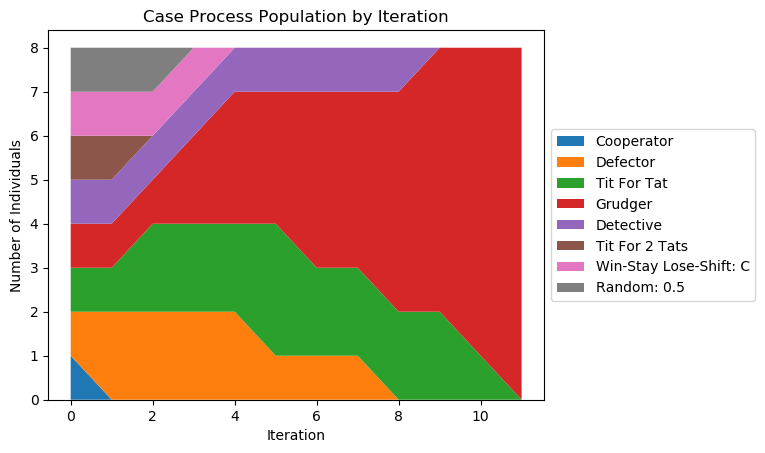 Case Process Population by Iteration
Number of Individuals
8
7
6
5
4
3
2
1
0
0 2 4 6 8 10
Iteration
Cooperator
Defector
Tit For Tat
Grudger
Detective
Tit For 2 Tats
Win-Stay Lose-Shift: C
Random: 0.5